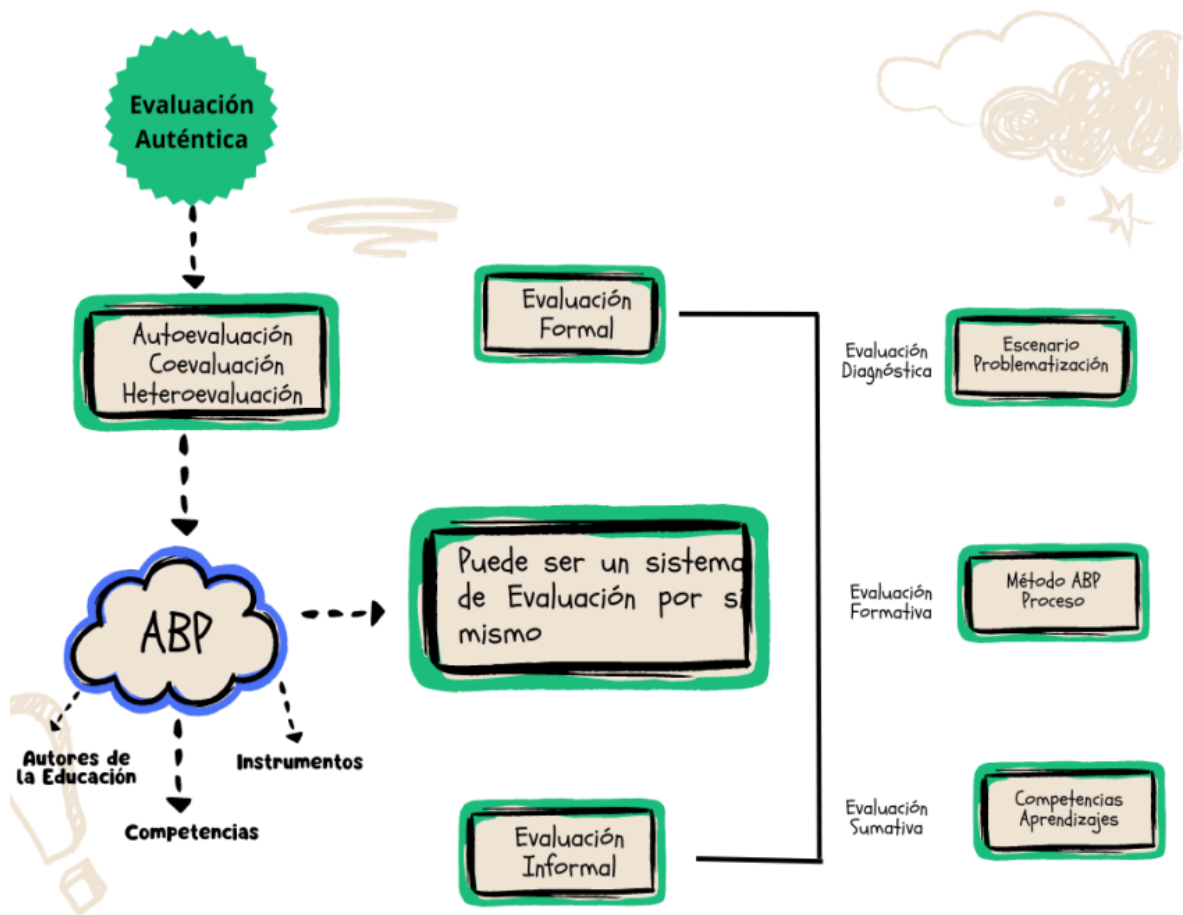 Evaluación
Auténtica
Autoevaluación
Coevaluación
Heteroevaluación
ABP
Autores de
la Educación
Competencias
Instrumentos
Evaluación
Formal
Puede ser un sistema
de Evaluación por si
mismo
Evaluación
Informal
Evaluación
Diagnóstica
Escenario
Problematización
Evaluación
Formativa
Método ABP
Proceso
Evaluación
Sumativa
Competencias
Aprendizajes